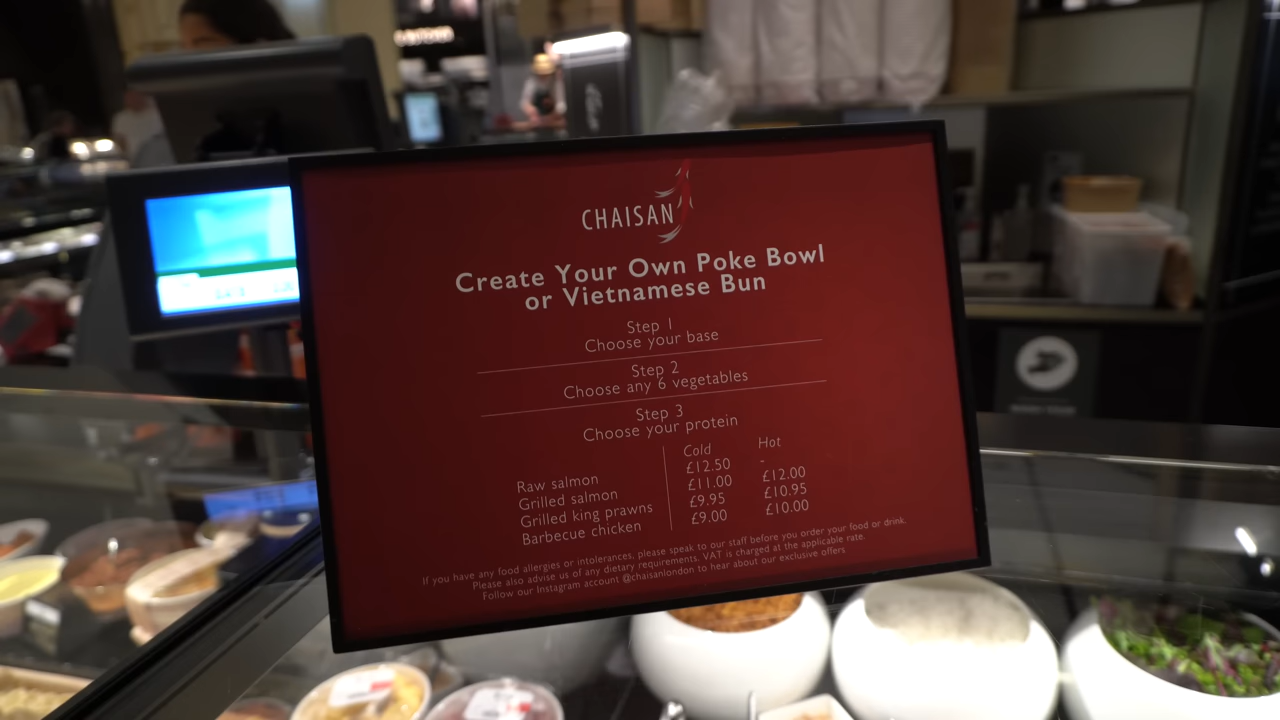 CHAISAN
Create Your Own Poke Bowl
or Vietnamese Bun
Step 1
Choose your base
Step 2
Choose any 6 vegetables
Step 3
Choose your protein
Cold Hot
Raw salmon £12.50 -
Grilled salmon £11.00 £12.00
Grilled king prawns £9.95 £10.95
Barbecue chicken £9.00 £10.00
If you have any food allergies or intolerances, please speak to our staff before you order your food or drink.
Please also advise us of any dietary requirements. VAT is charged at the applicable rate.
Follow our Instagram account @chaisanlondon to hear about our exclusive offers